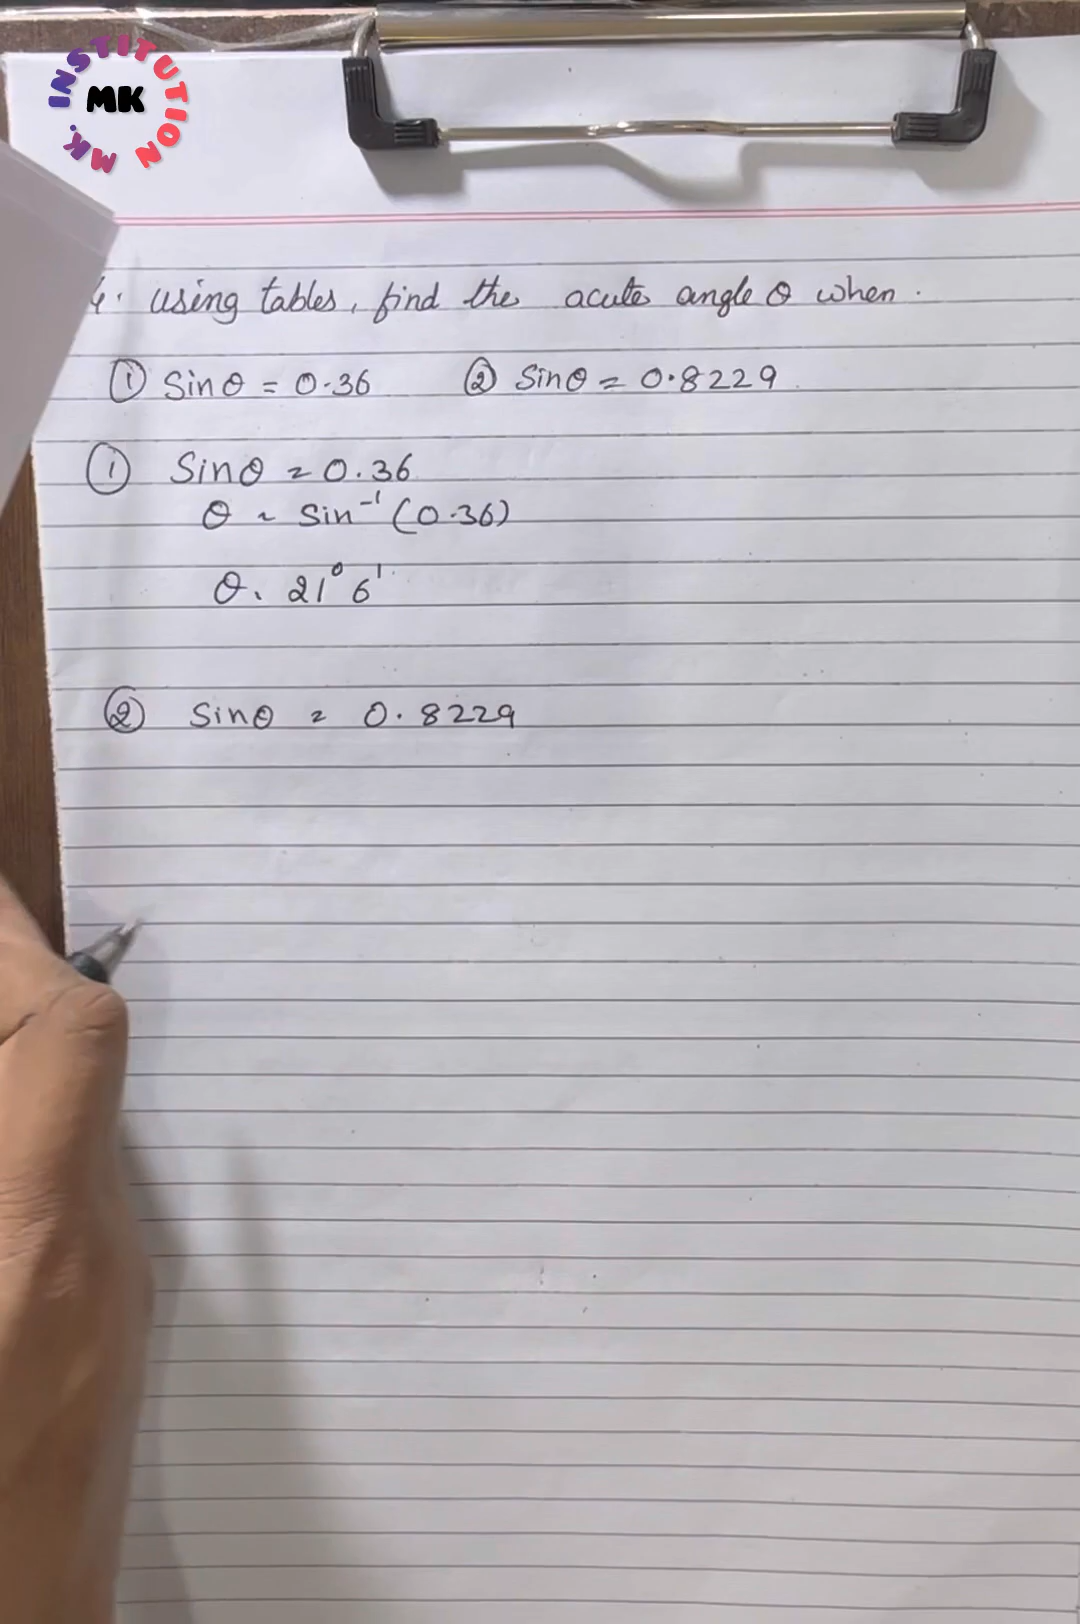 MK. INSTITUTION
MK
4. using tables, find the acute angle θ when.
① Sinθ = 0.36 ② Sinθ = 0.8229
① Sinθ = 0.36
θ = Sin⁻¹ (0.36)
θ = 21° 6'
② Sinθ = 0.8229